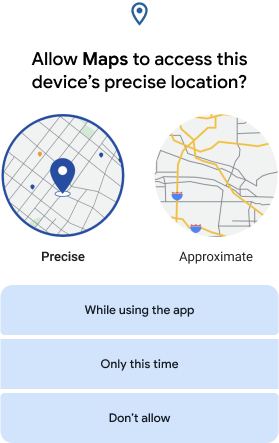 Allow Maps to access this
device’s precise location?
Precise
Approximate
While using the app
Only this time
Don’t allow